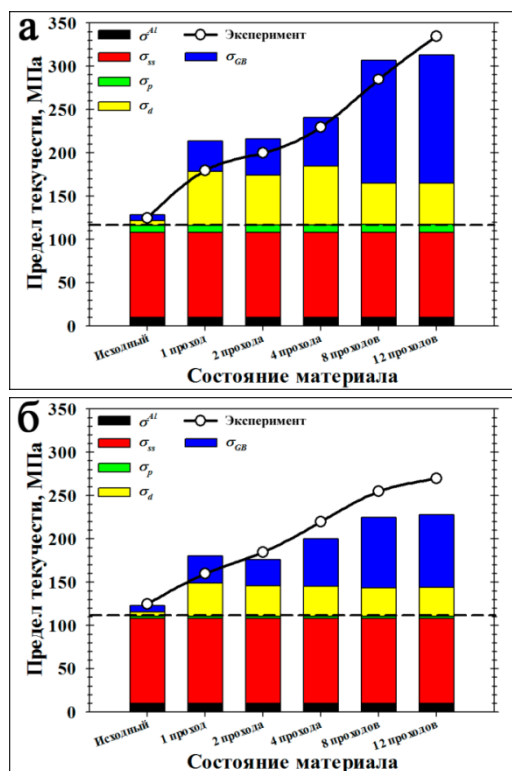 а
σ^Al Эксперимент
σ_ss σ_GB
σ_p
σ_d
Предел текучести, МПа
350
300
250
200
150
100
50
0
Исходный
1 проход
2 прохода
4 прохода
8 проходов
12 проходов
Состояние материала
б
σ^Al Эксперимент
σ_ss σ_GB
σ_p
σ_d
Предел текучести, МПа
350
300
250
200
150
100
50
0
Исходный
1 проход
2 прохода
4 прохода
8 проходов
12 проходов
Состояние материала